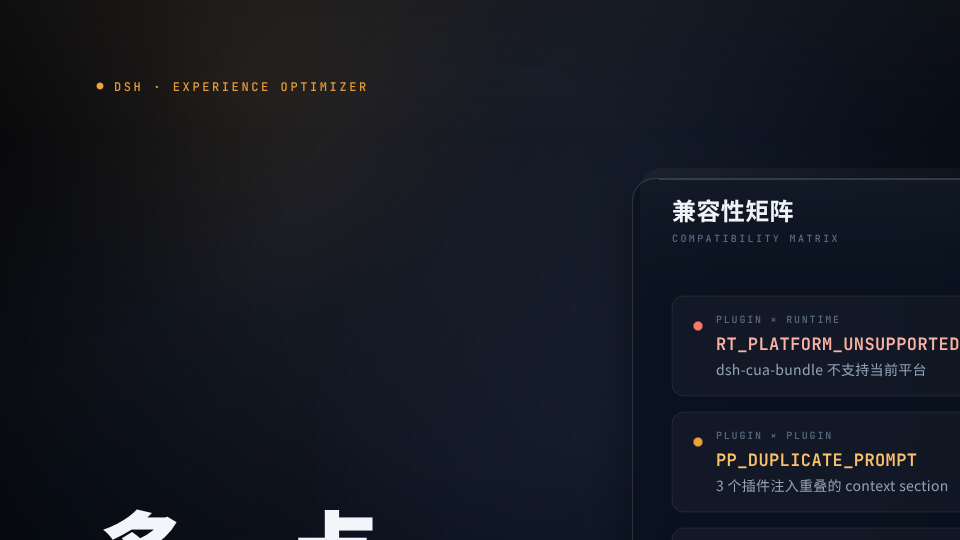 DSH · EXPERIENCE OPTIMIZER
兼容性矩阵
COMPATIBILITY MATRIX
PLUGIN × RUNTIME
RT_PLATFORM_UNSUPPORTED
dsh-cua-bundle 不支持当前平台
PLUGIN × PLUGIN
PP_DUPLICATE_PROMPT
3 个插件注入重叠的 context section